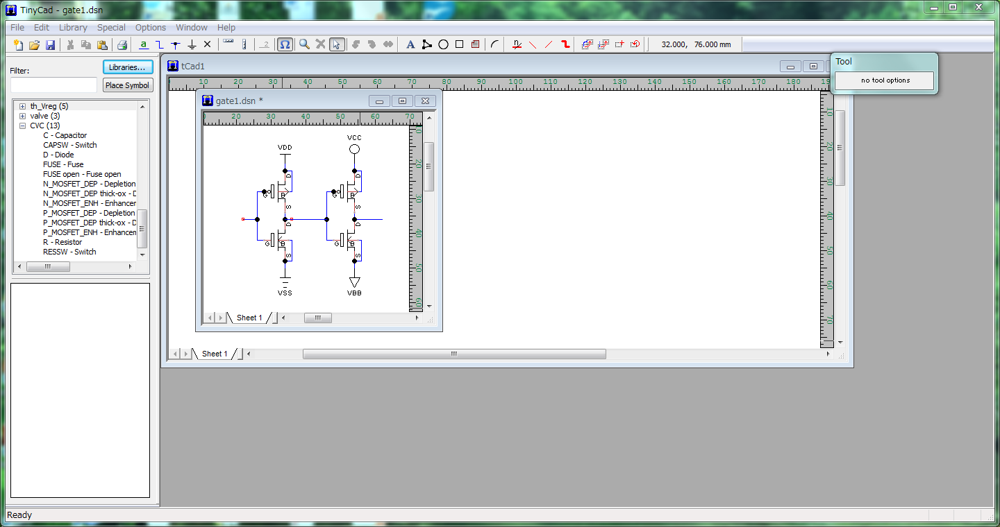 TinyCad - gate1.dsn
File Edit Library Special Options Window Help
32.000, 76.000 mm
Filter:
Libraries...
Place Symbol
th_Vreg (5)
valve (3)
CVC (13)
C - Capacitor
CAPSW - Switch
D - Diode
FUSE - Fuse
FUSE open - Fuse open
N_MOSFET_DEP - Depletion
N_MOSFET_DEP thick-ox - D
N_MOSFET_ENH - Enhancer
P_MOSFET_DEP - Depletion
P_MOSFET_DEP thick-ox - D
P_MOSFET_ENH - Enhancer
R - Resistor
RESSW - Switch
tCad1
0 10 20 30 40 50 60 70 80 90 100 110 120 130 140 150 160 170 180
10
20
30
40
50
60
70
Tool
no tool options
gate1.dsn *
20 30 40 50 60 70
20
30
40
50
60
VDD VCC
D D
G B G B
S S
D D
G B G B
S S
VSS VBB
Sheet 1
Sheet 1
Ready